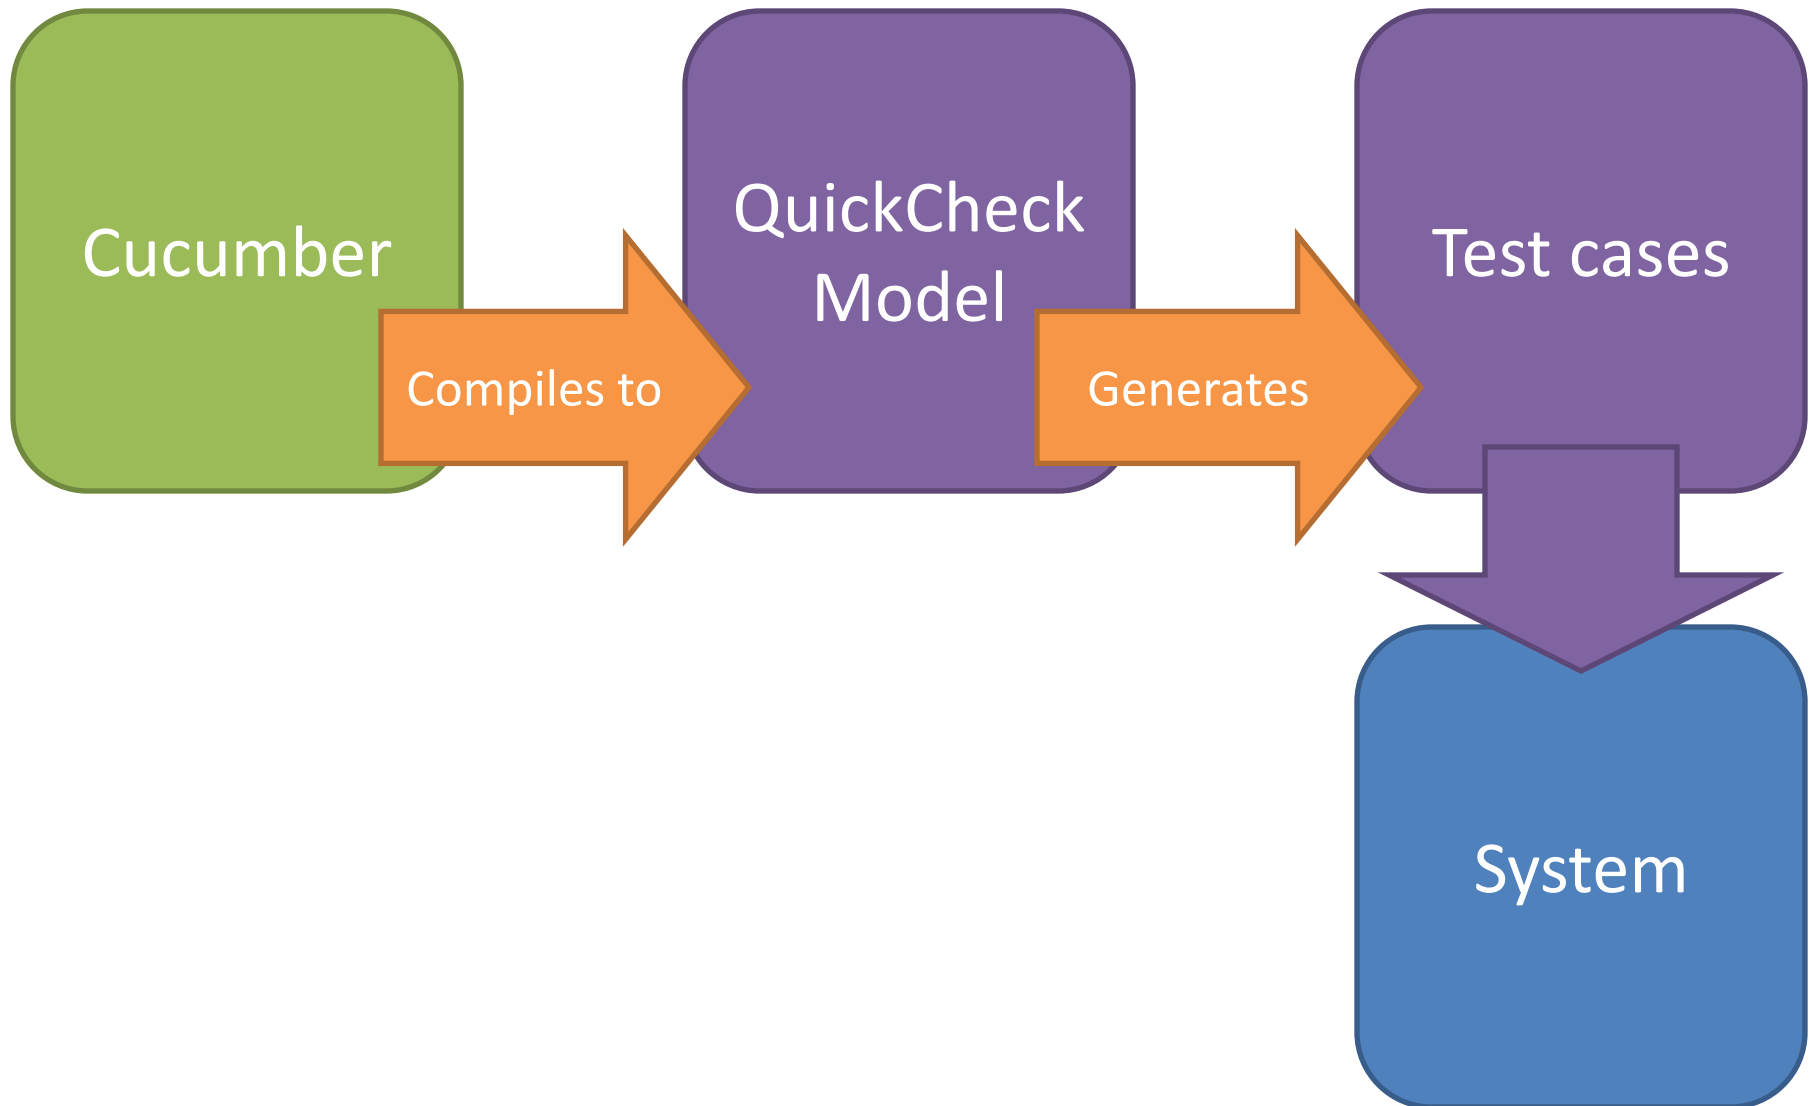 Cucumber
Compiles to
QuickCheck
Model
Generates
Test cases
System